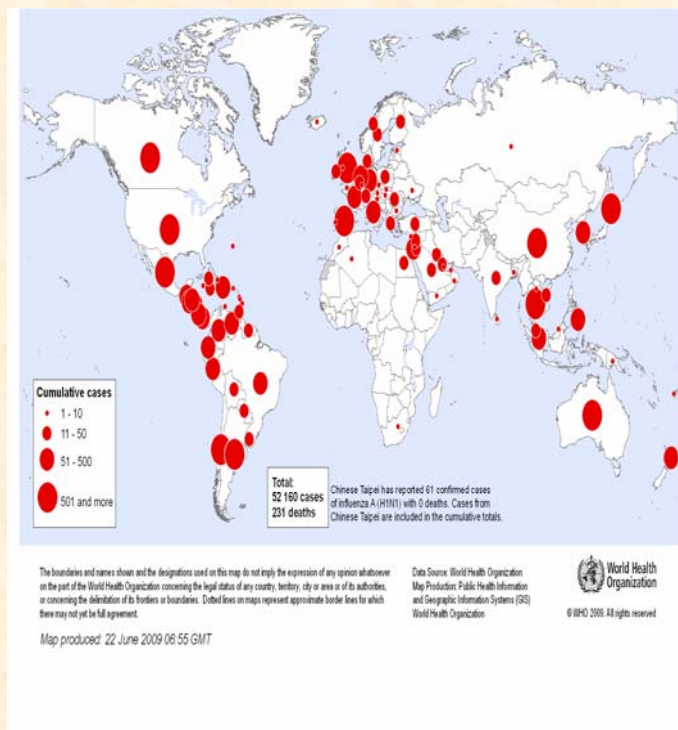 Cumulative cases
1 - 10
11 - 50
51 - 500
501 and more
Total:
52 160 cases
231 deaths
Chinese Taipei has reported 61 confirmed cases
of influenza A (H1N1) with 0 deaths. Cases from
Chinese Taipei are included in the cumulative totals.
The boundaries and names shown and the designations used on this map do not imply the expression of any opinion whatsoever
on the part of the World Health Organization concerning the legal status of any country, territory, city or area or of its authorities,
or concerning the delimitation of its frontiers or boundaries. Dotted lines on maps represent approximate border lines for which
there may not yet be full agreement.
Data Source: World Health Organization
Map Production: Public Health Information
and Geographic Information Systems (GIS)
World Health Organization
World Health
Organization
© WHO 2009. All rights reserved
Map produced: 22 June 2009 06:55 GMT